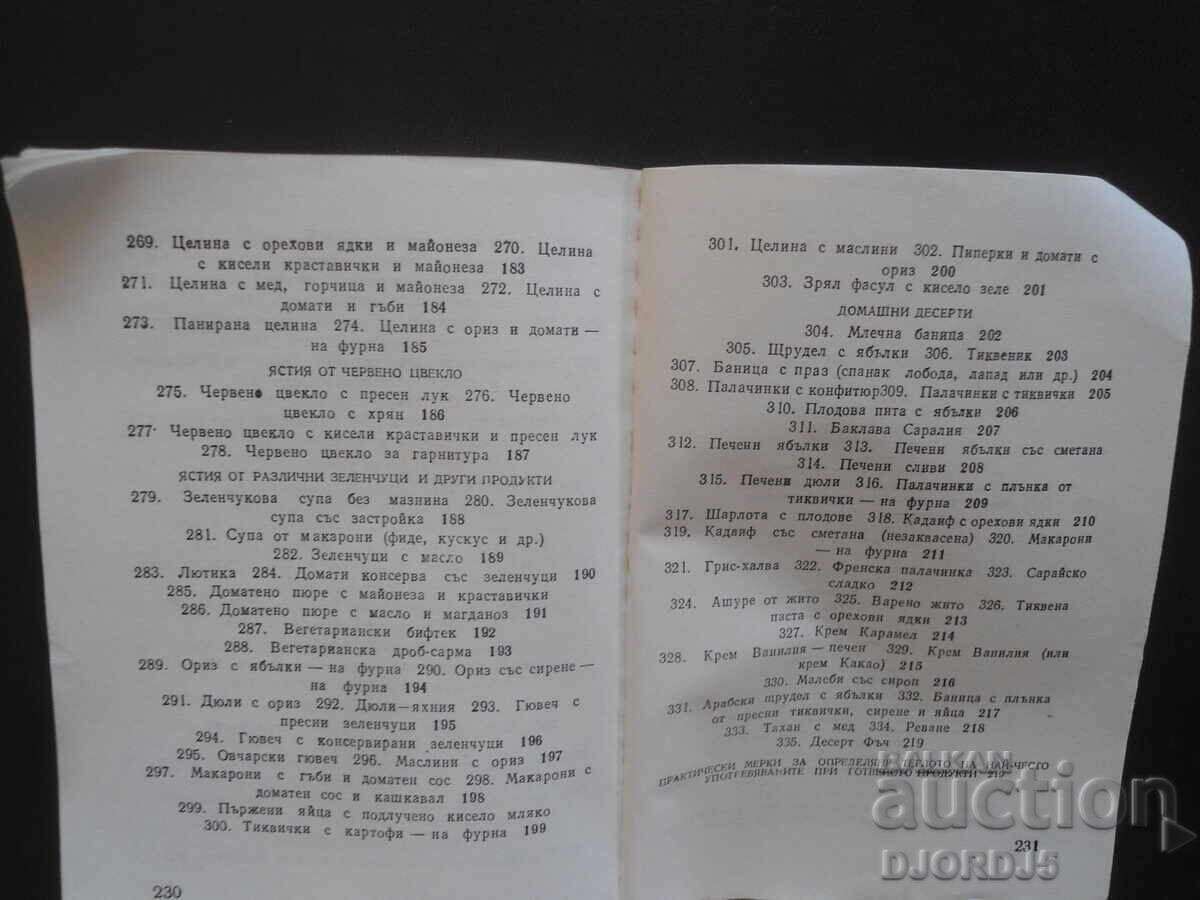 269. Целина с орехови ядки и майонеза 270. Целина
с кисели краставички и майонеза 183
271. Целина с мед, горчица и майонеза 272. Целина с
домати и гъби 184
273. Панирана целина 274. Целина с ориз и домати —
на фурна 185
ЯСТИЯ ОТ ЧЕРВЕНО ЦВЕКЛО
275. Червено цвекло с пресен лук 276. Червено
цвекло с хрян 186
277. Червено цвекло с кисели краставички и пресен лук
278. Червено цвекло за гарнитура 187
ЯСТИЯ ОТ РАЗЛИЧНИ ЗЕЛЕНЧУЦИ И ДРУГИ ПРОДУКТИ
279. Зеленчукова супа без мазнина 280. Зеленчукова
супа със застройка 188
281. Супа от макарони (фиде, кускус и др.)
282. Зеленчуци с масло 189
283. Лютика 284. Домати консерва със зеленчуци 190
285. Доматено пюре с майонеза и краставички
286. Доматено пюре с масло и магданоз 191
287. Вегетариански бифтек 192
288. Вегетарианска дроб-сарма 193
289. Ориз с ябълки — на фурна 290. Ориз със сирене —
на фурна 194
291. Дюли с ориз 292. Дюли-яхния 293. Гювеч с
пресни зеленчуци 195
294. Гювеч с консервирани зеленчуци 196
295. Овчарски гювеч 296. Маслини с ориз 197
297. Макарони с гъби и доматен сос 298. Макарони с
доматен сос и кашкавал 198
299. Пържени яйца с подлучено кисело мляко
300. Тиквички с картофи — на фурна 199
230
301. Целина с маслини 302. Пиперки и домати с
ориз 200
303. Зрял фасул с кисело зеле 201
ДОМАШНИ ДЕСЕРТИ
304. Млечна баница 202
305. Щрудел с ябълки 306. Тиквеник 203
307. Баница с праз (спанак лобода, лапад или др.) 204
308. Палачинки с конфитюр309. Палачинки с тиквички 205
310. Плодова пита с ябълки 206
311. Баклава Саралия 207
312. Печени ябълки 313. Печени ябълки със сметана
314. Печени сливи 208
315. Печени дюли 316. Палачинки с плънка от
тиквички — на фурна 209
317. Шарлота с плодове 318. Кадаиф с орехови ядки 210
319. Кадаиф със сметана (незаквасена) 320. Макарони
— на фурна 211
321. Грис-халва 322. Френска палачинка 323. Сарайско
сладко 212
324. Ашуре от жито 325. Варено жито 326. Тиквена
паста с орехови ядки 213
327. Крем Карамел 214
328. Крем Ванилия — печен 329. Крем Ванилия (или
крем Какао) 215
330. Малеби със сироп 216
331. Арабски щрудел с ябълки 332. Баница с плънка
от пресни тиквички, сирене и яйца 217
333. Тахан с мед 334. Реване 218
335. Десерт Фъч 219
ПРАКТИЧЕСКИ МЕРКИ ЗА ОПРЕДЕЛЯНЕ ТЕГЛОТО НА НАЙ-ЧЕСТО
УПОТРЕБЯВАНИТЕ ПРИ ГОТВЕНЕТО ПРОДУКТИ
231
BALKAN
auction
DJORDJ5